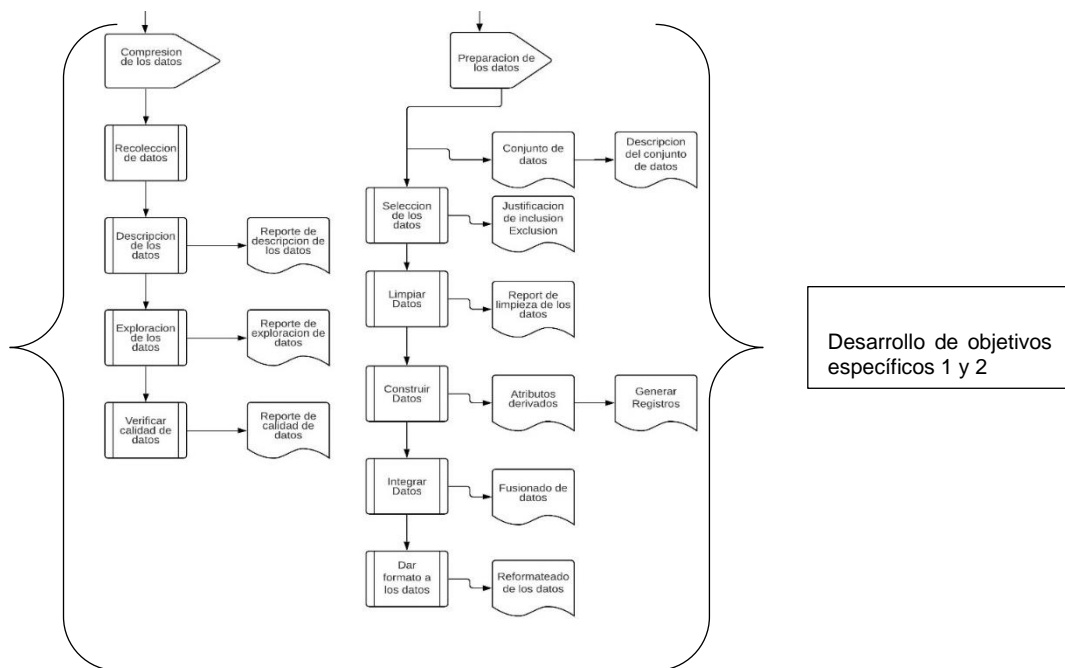 Compresion
de los datos
Recoleccion
de datos
Descripcion
de los
datos
Reporte de
descripcion de
los datos
Exploracion
de los
datos
Reporte de
exploracion de
datos
Verificar
calidad de
datos
Reporte de
calidad de
datos
Preparacion de
los datos
Conjunto de
datos
Descripcion
del conjunto
de datos
Seleccion
de los
datos
Justificacion
de inclusion
Exclusion
Limpiar
Datos
Report de
limpieza de los
datos
Construir
Datos
Atributos
derivados
Generar
Registros
Integrar
Datos
Fusionado de
datos
Dar
formato a
los datos
Reformateado
de los datos
Desarrollo de objetivos
específicos 1 y 2